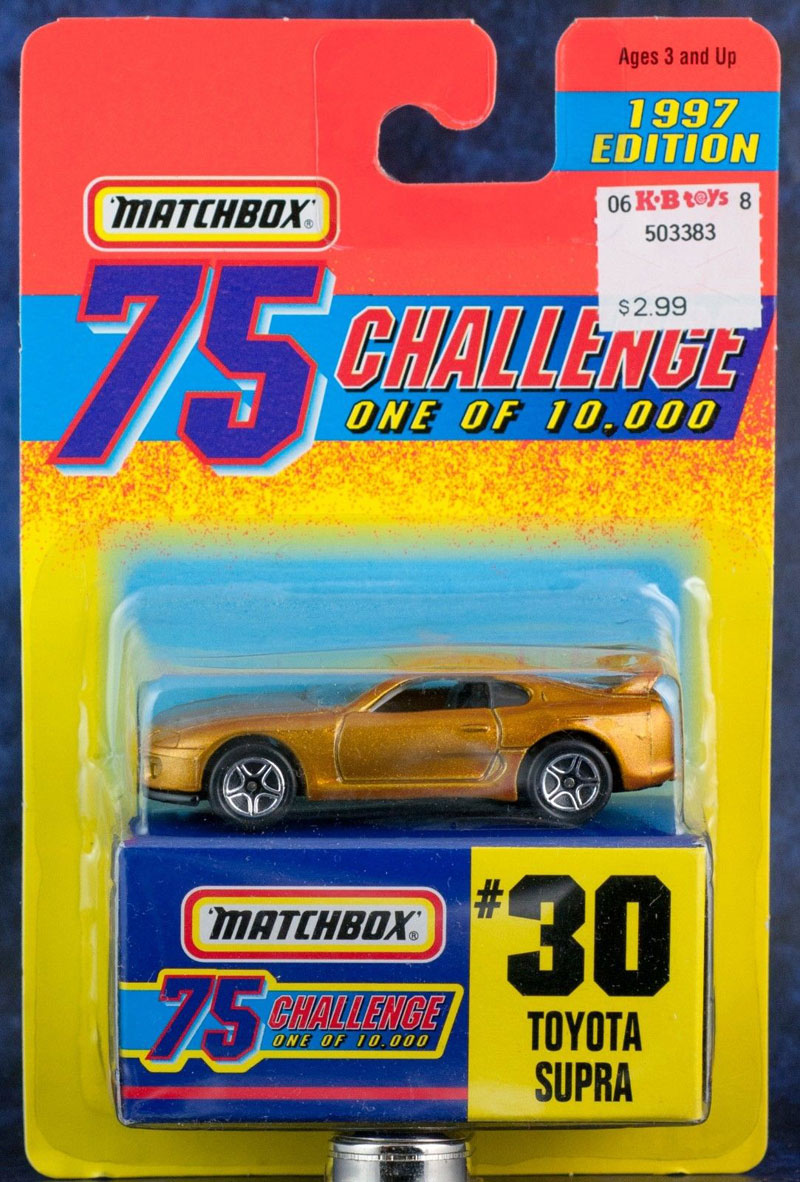 Ages 3 and Up
1997
EDITION
06 K·B toys 8
503383
$2.99
'MATCHBOX'®
75
CHALLENGE
ONE OF 10,000
'MATCHBOX'®
'75
CHALLENGE
ONE OF 10,000
#30
TOYOTA
SUPRA